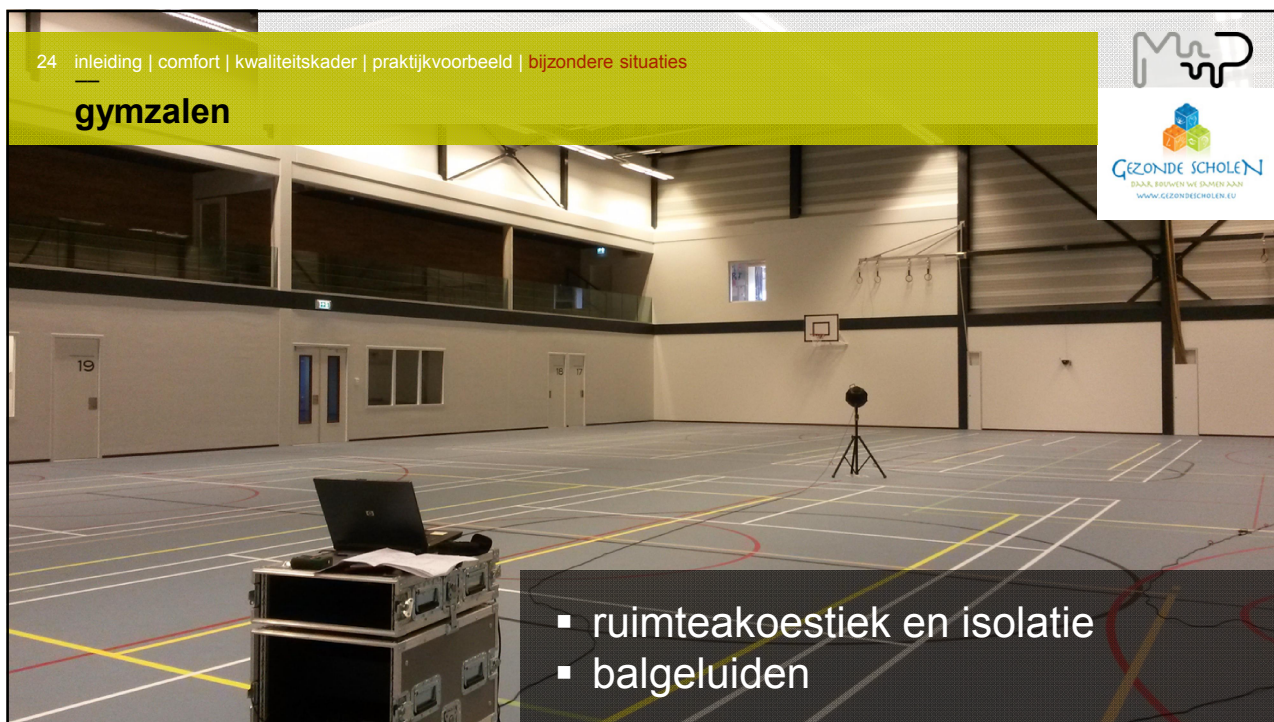 24 inleiding | comfort | kwaliteitskader | praktijkvoorbeeld | bijzondere situaties
gymzalen
GEZONDE SCHOLEN
DAAR BOUWEN WE SAMEN AAN
WWW.GEZONDESCHOLEN.EU
19
16 17
hp
▪ ruimteakoestiek en isolatie
▪ balgeluiden